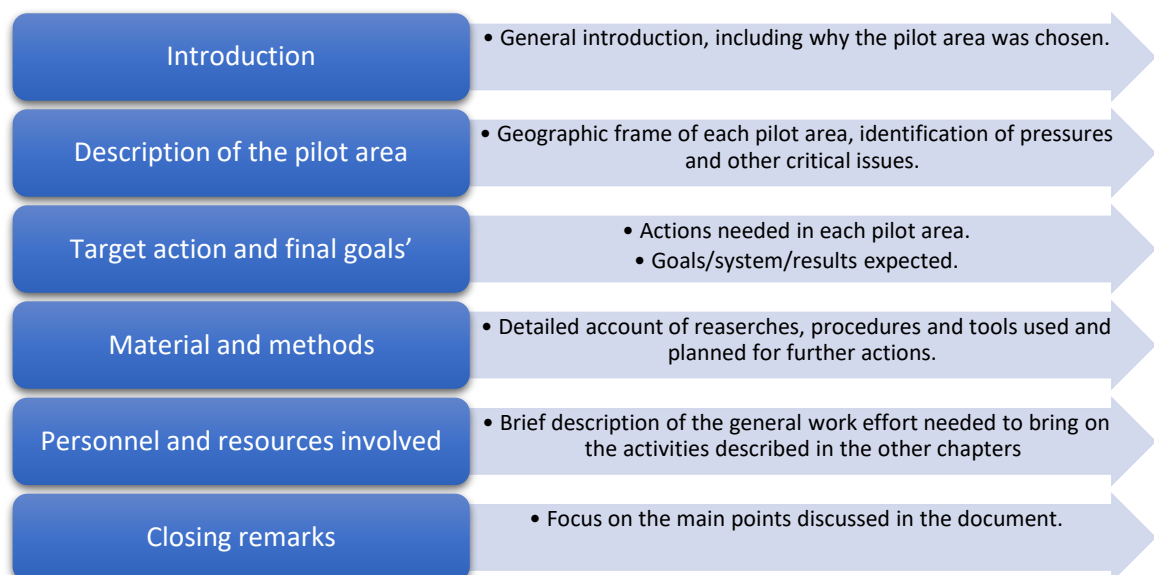 Introduction
• General introduction, including why the pilot area was chosen.
Description of the pilot area
• Geographic frame of each pilot area, identification of pressures
and other critical issues.
Target action and final goals’
• Actions needed in each pilot area.
• Goals/system/results expected.
Material and methods
• Detailed account of reaserches, procedures and tools used and
planned for further actions.
Personnel and resources involved
• Brief description of the general work effort needed to bring on
the activities described in the other chapters
Closing remarks
• Focus on the main points discussed in the document.